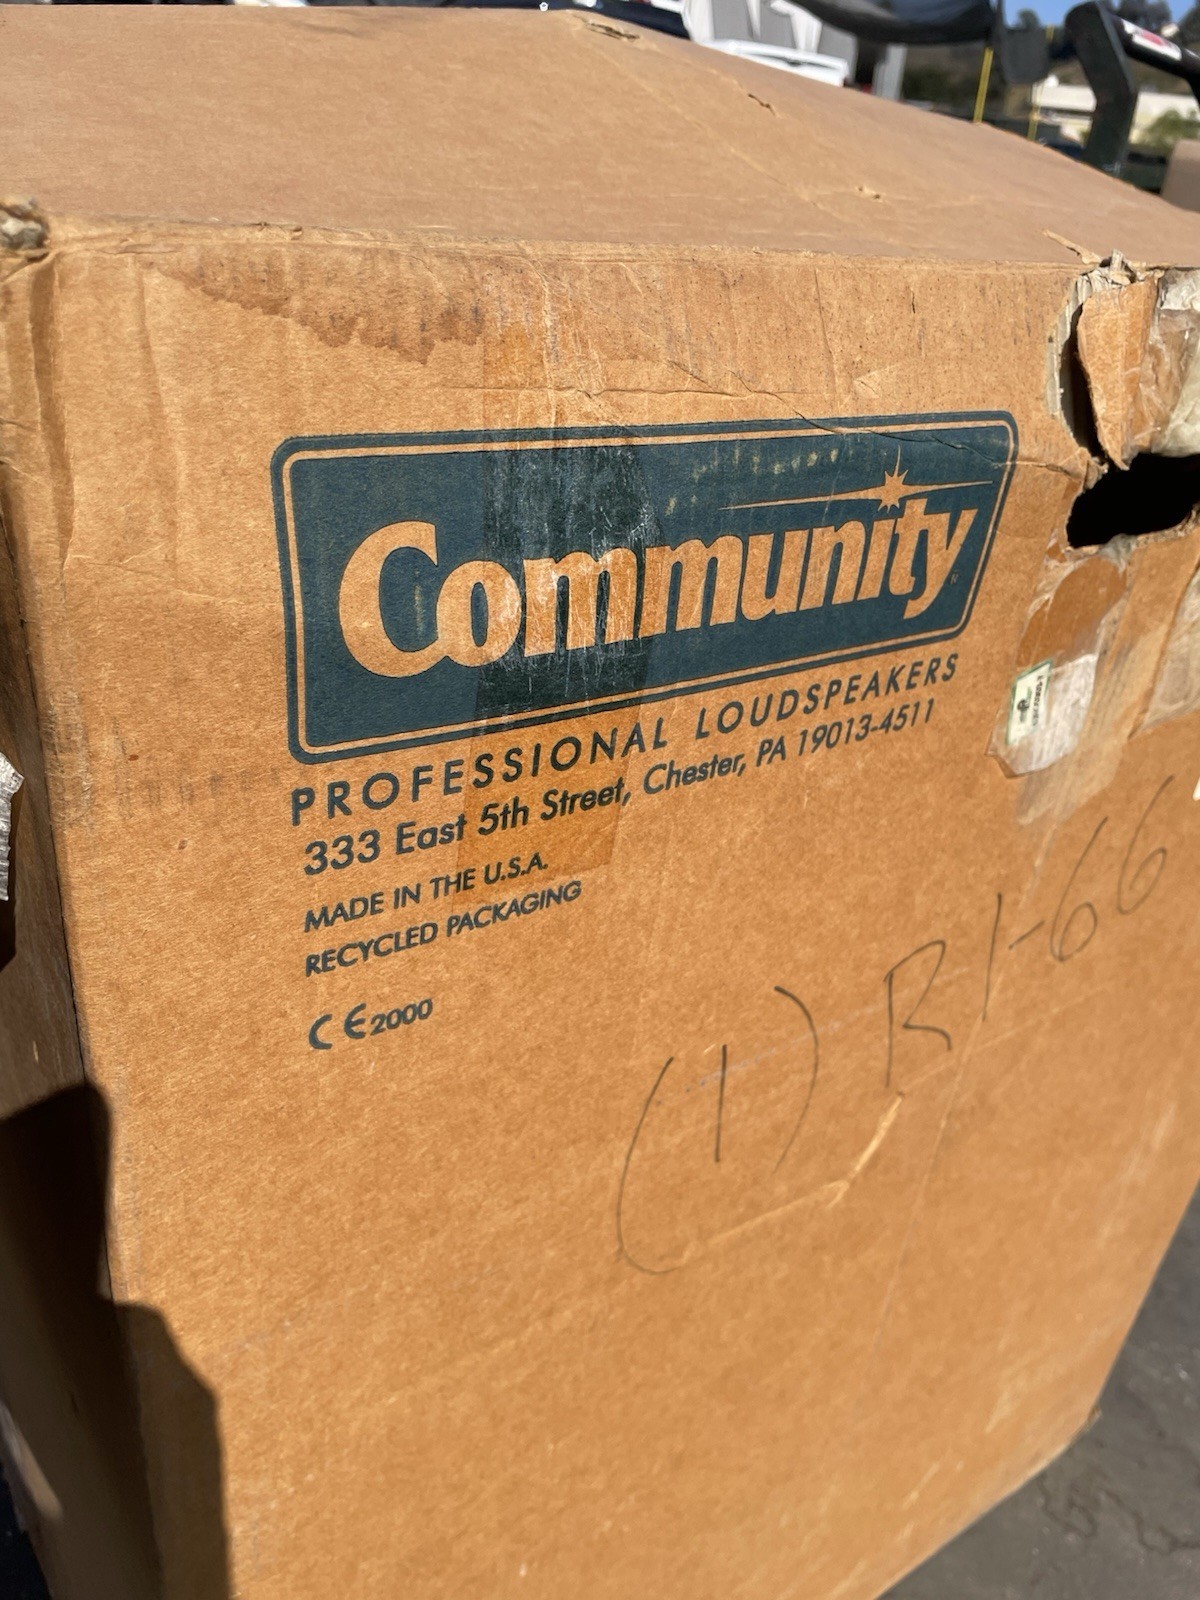 Community
PROFESSIONAL LOUDSPEAKERS
333 East 5th Street, Chester, PA 19013-4511
MADE IN THE U.S.A.
RECYCLED PACKAGING
CE2000
(1) R1-66